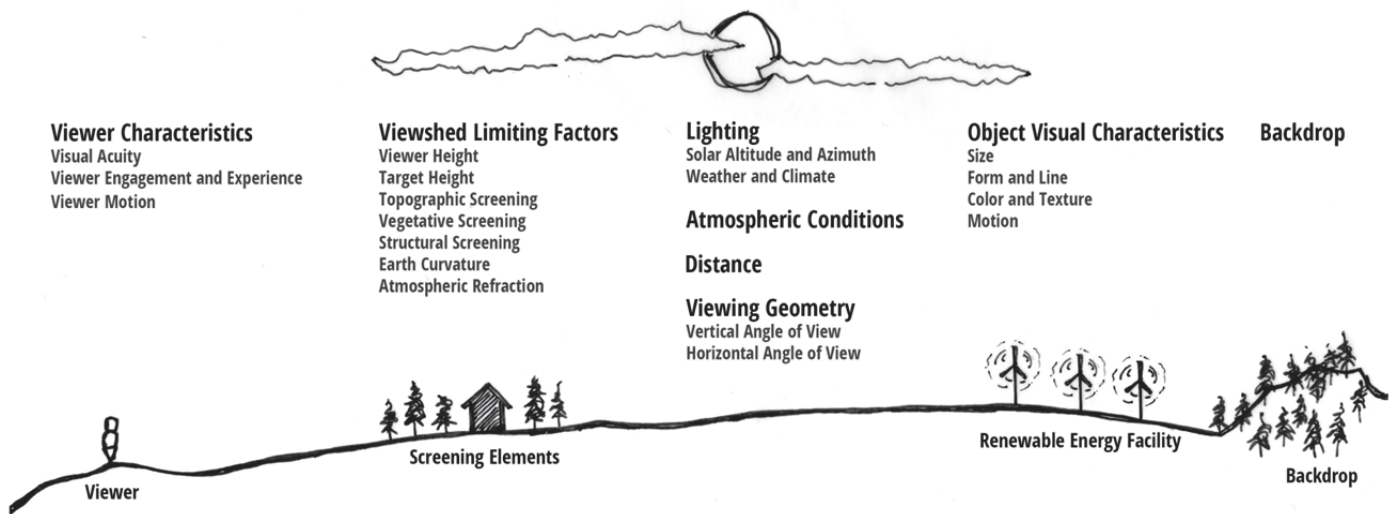 Viewer Characteristics
Visual Acuity
Viewer Engagement and Experience
Viewer Motion
Viewshed Limiting Factors
Viewer Height
Target Height
Topographic Screening
Vegetative Screening
Structural Screening
Earth Curvature
Atmospheric Refraction
Lighting
Solar Altitude and Azimuth
Weather and Climate
Atmospheric Conditions
Distance
Viewing Geometry
Vertical Angle of View
Horizontal Angle of View
Object Visual Characteristics
Size
Form and Line
Color and Texture
Motion
Backdrop
Viewer
Screening Elements
Renewable Energy Facility
Backdrop